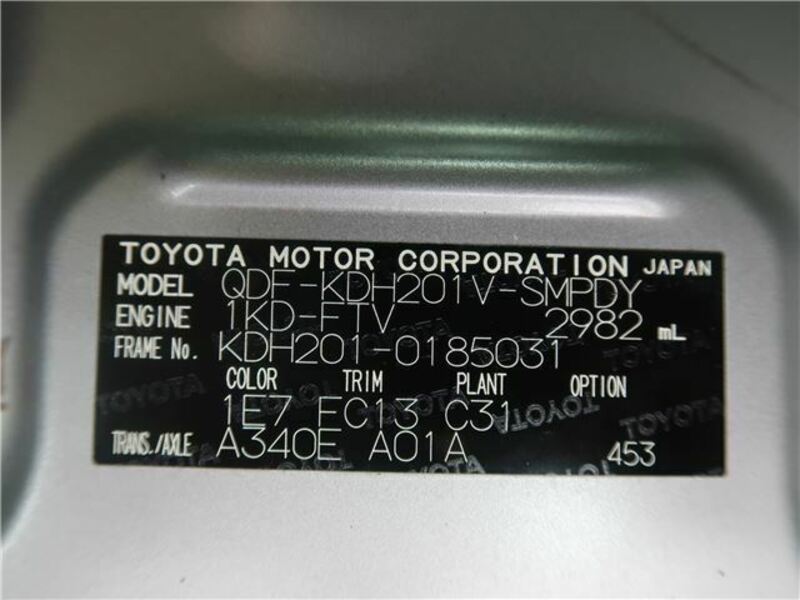 TOYOTA MOTOR CORPORATION JAPAN
MODEL QDF-KDH201V-SMPDY
ENGINE 1KD-FTV 2982 mL
FRAME No. KDH201-0185031
COLOR TRIM PLANT OPTION
1E7 EC13 C31
TRANS./AXLE A340E A01A 453